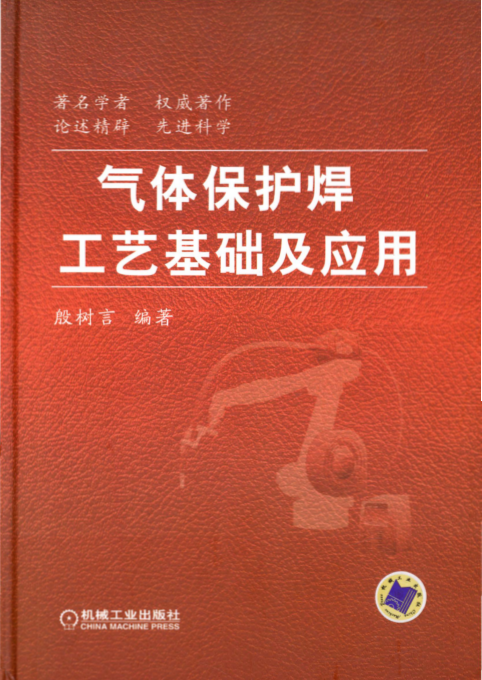 著名学者 权威著作
论述精辟 先进科学
气体保护焊
工艺基础及应用
殷树言 编著
机械工业出版社
CHINA MACHINE PRESS